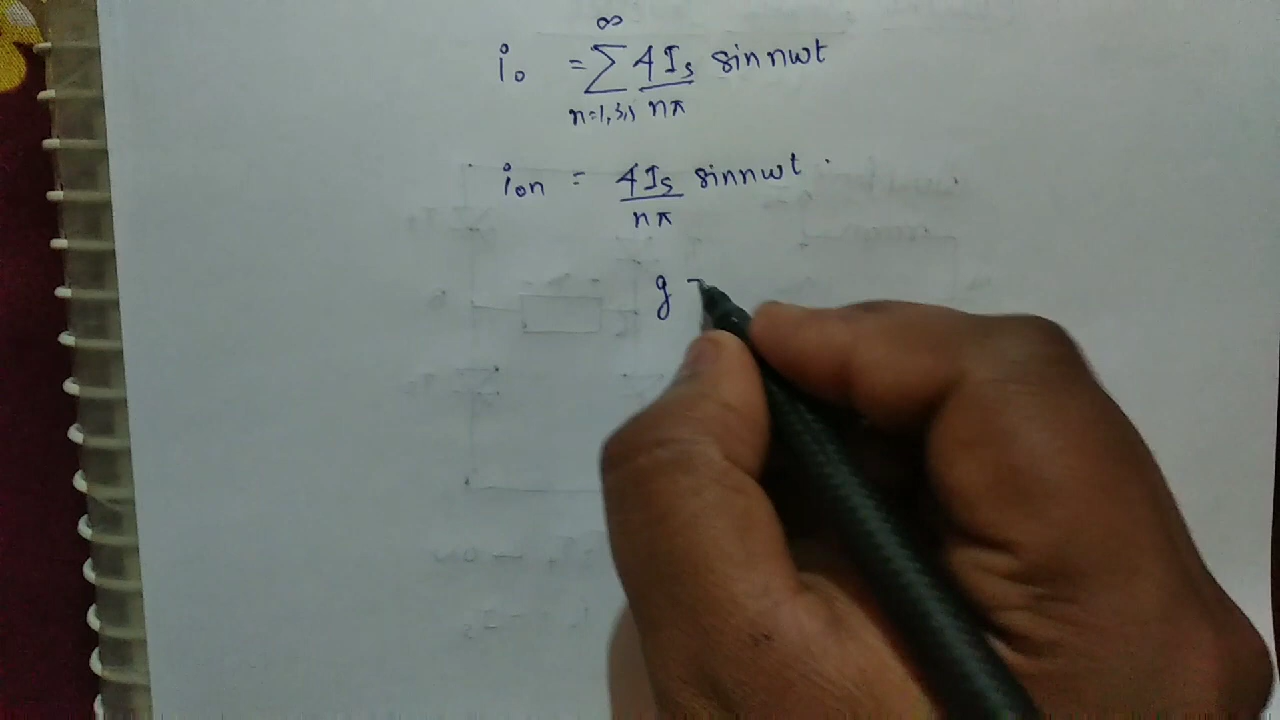 ∞
i₀ = Σ 4Is sin nωt
n=1,3,5 nπ
i₀n = 4Is sin nωt
nπ
g -